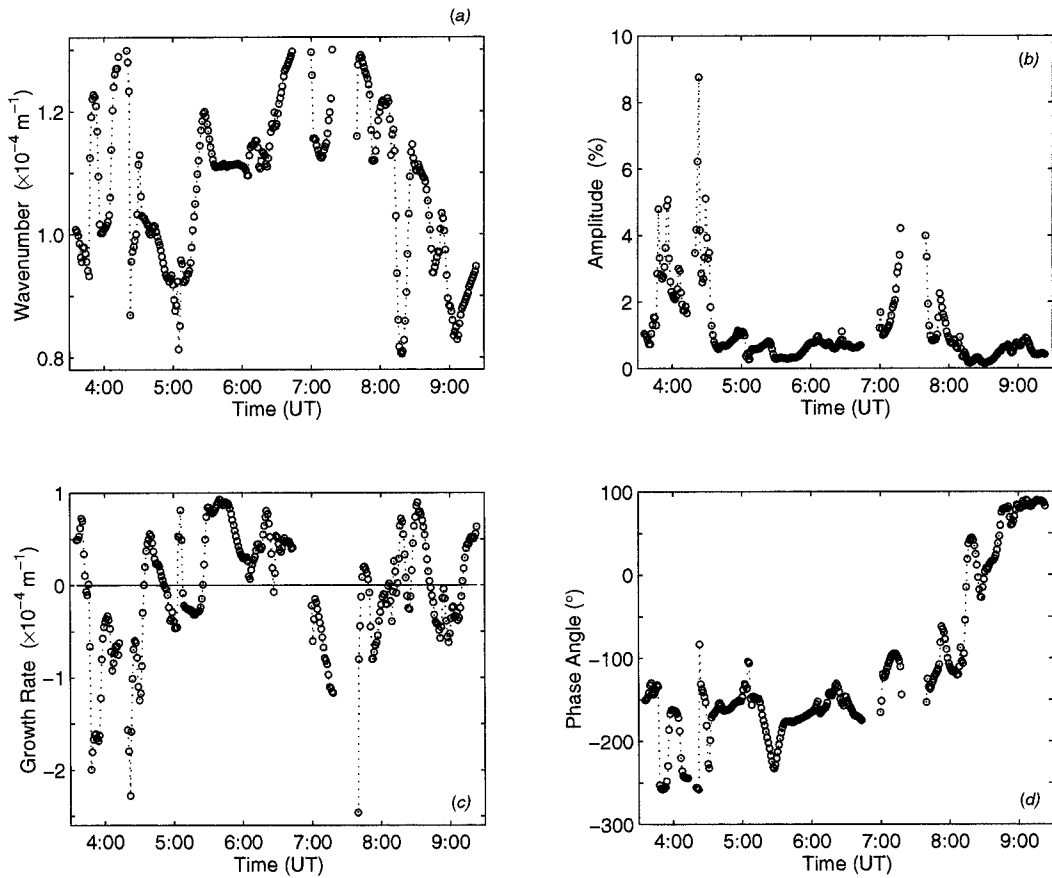 (a)
1.2
1.0
0.8
Wavenumber (×10⁻⁴ m⁻¹)
4:00 5:00 6:00 7:00 8:00 9:00
Time (UT)
(b)
10
8
6
4
2
0
Amplitude (%)
4:00 5:00 6:00 7:00 8:00 9:00
Time (UT)
1
0
−1
−2
Growth Rate (×10⁻⁴ m⁻¹)
(c)
4:00 5:00 6:00 7:00 8:00 9:00
Time (UT)
100
0
−100
−200
−300
Phase Angle (°)
(d)
4:00 5:00 6:00 7:00 8:00 9:00
Time (UT)